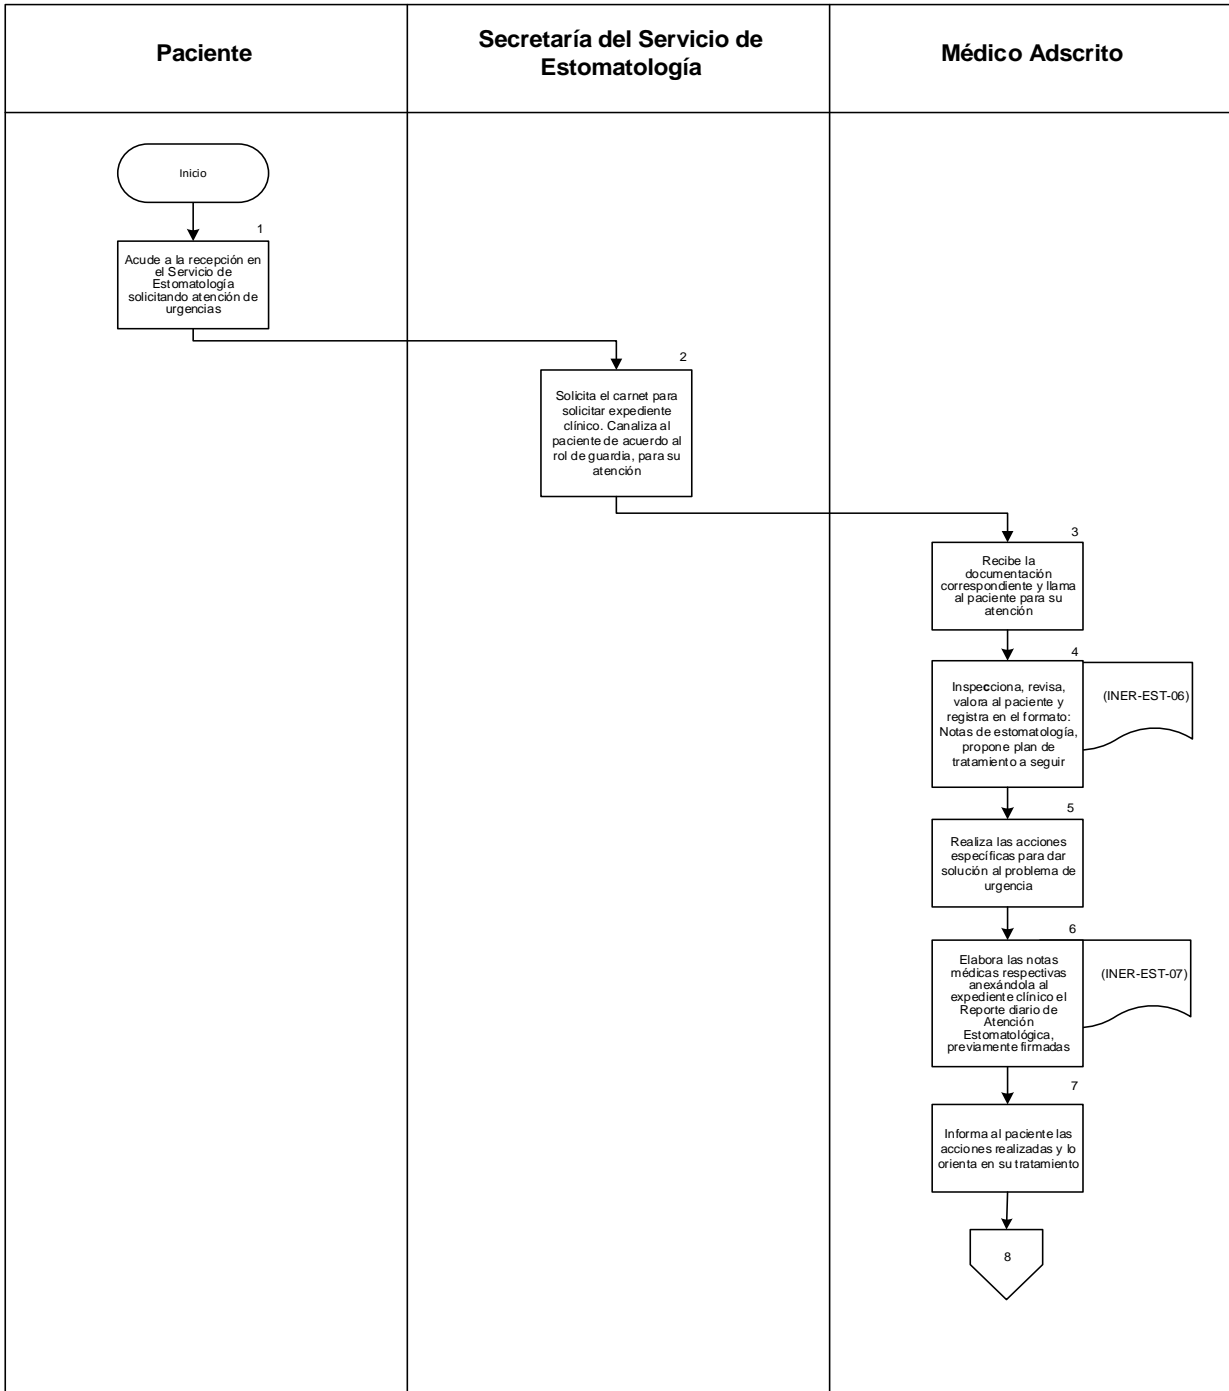 Paciente
Secretaría del Servicio de
Estomatología
Médico Adscrito
Inicio
1
Acude a la recepción en
el Servicio de
Estomatología
solicitando atención de
urgencias
2
Solicita el carnet para
solicitar expediente
clínico. Canaliza al
paciente de acuerdo al
rol de guardia, para su
atención
3
Recibe la
documentación
correspondiente y llama
al paciente para su
atención
4
Inspecciona, revisa,
valora al paciente y
registra en el formato:
Notas de estomatología,
propone plan de
tratamiento a seguir
(INER-EST-06)
5
Realiza las acciones
específicas para dar
solución al problema de
urgencia
6
Elabora las notas
médicas respectivas
anexándola al
expediente clínico el
Reporte diario de
Atención
Estomatológica,
previamente firmadas
(INER-EST-07)
7
Informa al paciente las
acciones realizadas y lo
orienta en su tratamiento
8